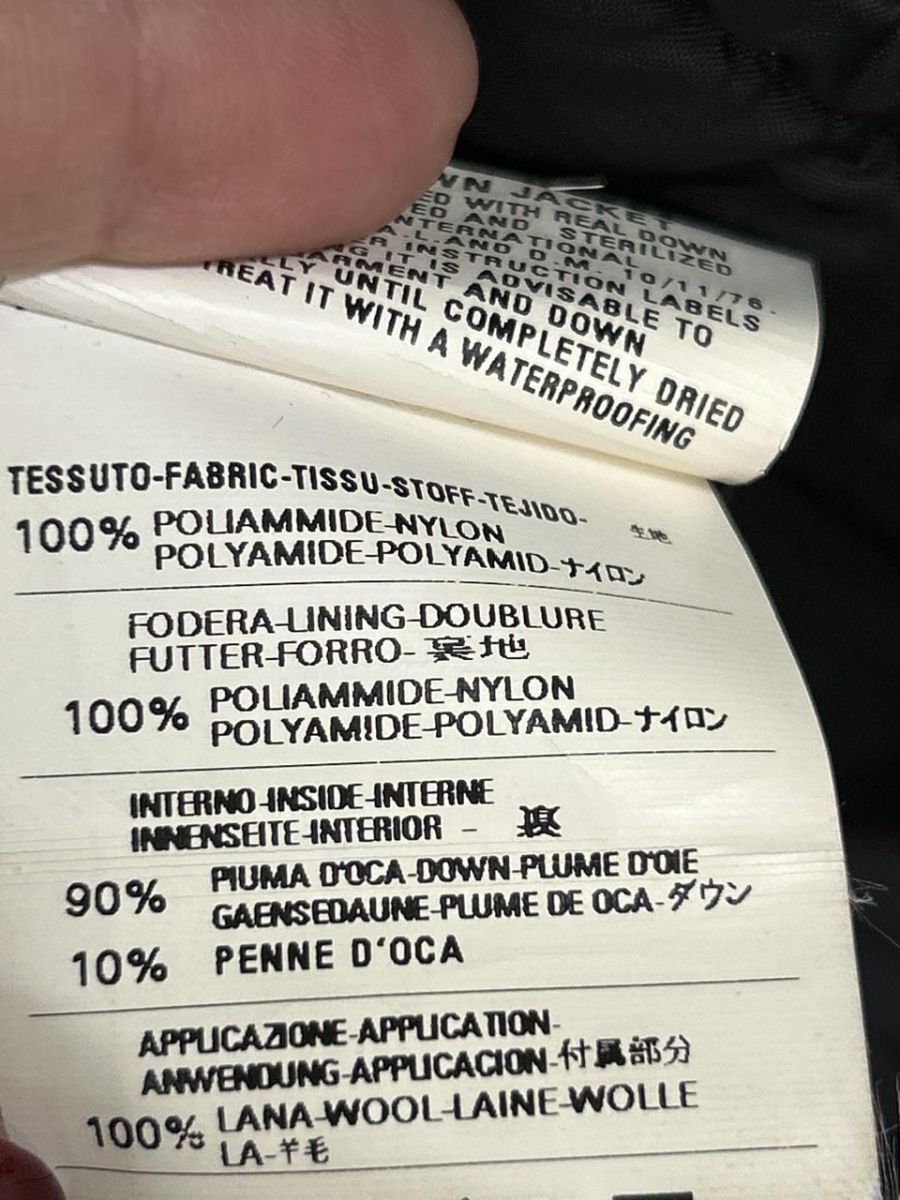 WN JACKET
ED WITH REAL DOWN
ED AND STERILIZED
INTERNATIONAL
L.AND D.M. 10/11/76.
INSTRUCTION LABELS
IT IS ADVISABLE TO
GARMENT AND DOWN
LLY UNTIL COMPLETELY DRIED
TREAT IT WITH A WATERPROOFING
TESSUTO-FABRIC-TISSU-STOFF-TEJIDO-生地
100% POLIAMMIDE-NYLON
POLYAMIDE-POLYAMID-ナイロン
FODERA-LINING-DOUBLURE
FUTTER-FORRO-裏地
100% POLIAMMIDE-NYLON
POLYAMIDE-POLYAMID-ナイロン
INTERNO-INSIDE-INTERNE
INNENSEITE-INTERIOR -
90% PIUMA D'OCA-DOWN-PLUME D'OIE
GAENSEDAUNE-PLUME DE OCA-ダウン
10% PENNE D'OCA
APPLICAZIONE-APPLICATION-
ANWENDUNG-APPLICACION-付属部分
100% LANA-WOOL-LAINE-WOLLE
LA-羊毛